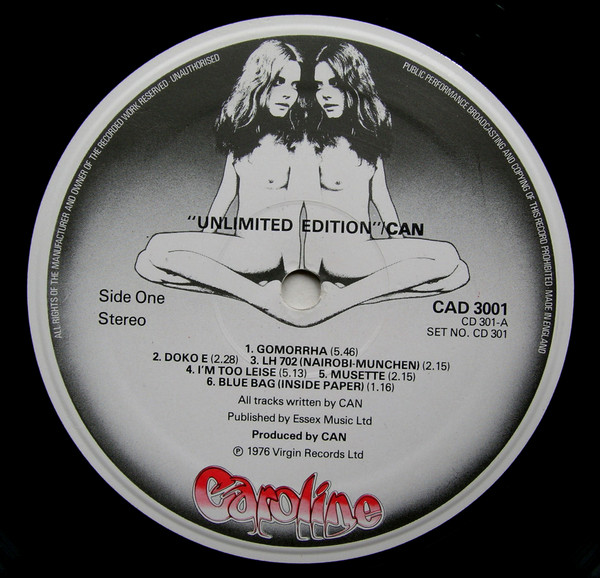 ALL RIGHTS OF THE MANUFACTURER AND OWNER OF THE RECORDED WORK RESERVED · UNAUTHORISED
PUBLIC PERFORMANCE BROADCASTING AND COPYING OF THIS RECORD PROHIBITED MADE IN ENGLAND
"UNLIMITED EDITION"/CAN
Side One
Stereo
CAD 3001
CD 301-A
SET NO. CD 301
1. GOMORRHA (5.46)
2. DOKO E (2.28) 3. LH 702 (NAIROBI-MUNCHEN) (2.15)
4. I'M TOO LEISE (5.13) 5. MUSETTE (2.15)
6. BLUE BAG (INSIDE PAPER) (1.16)
All tracks written by CAN
Published by Essex Music Ltd
Produced by CAN
℗ 1976 Virgin Records Ltd
Caroline